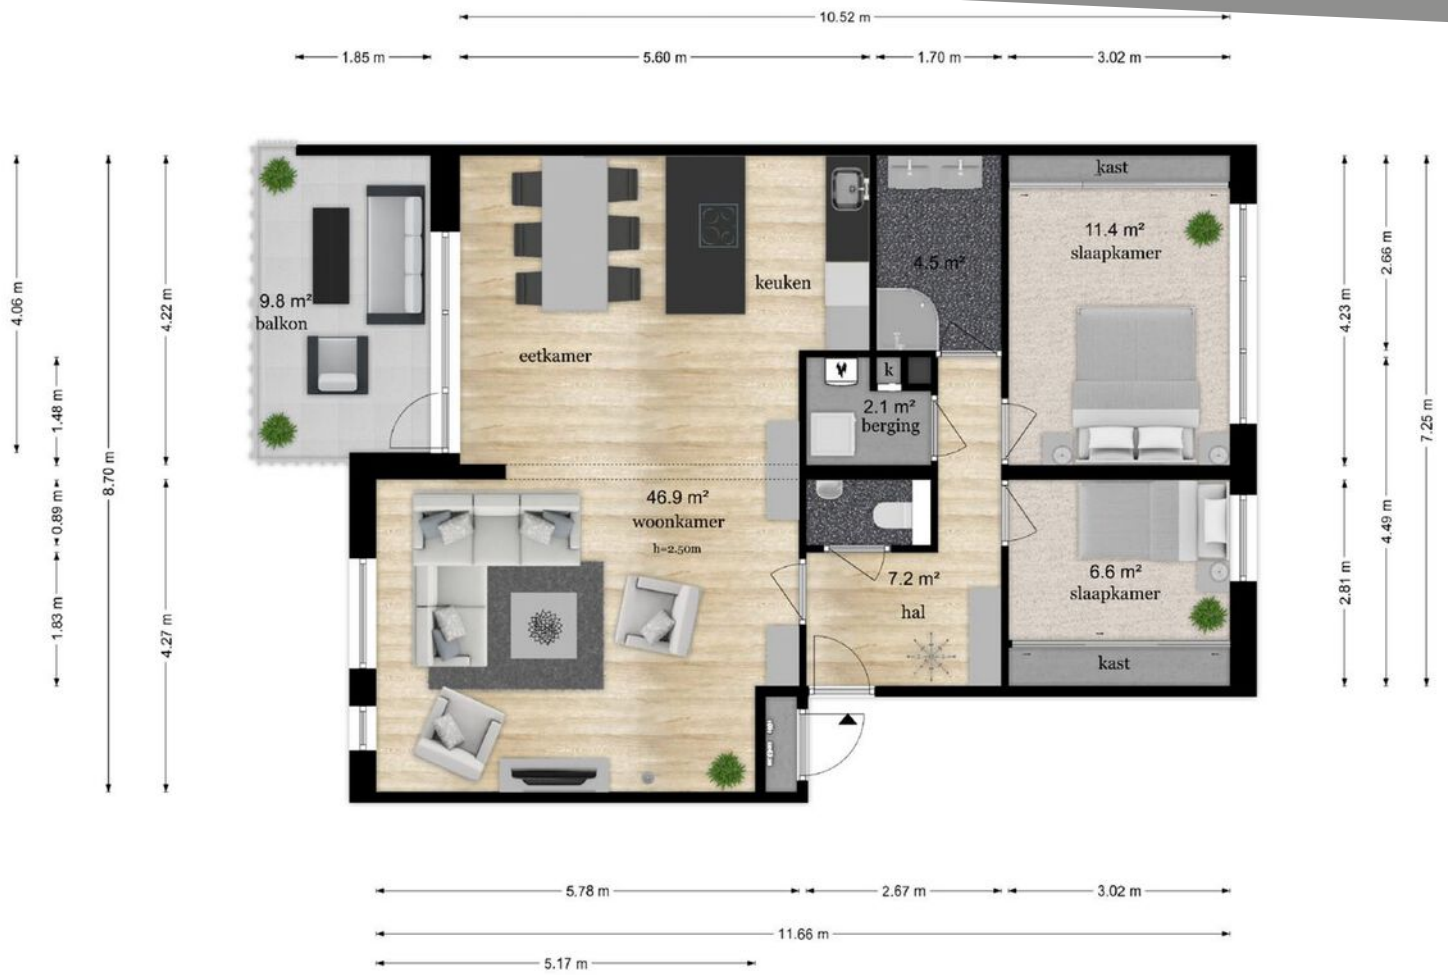 10.52 m
1.85 m
5.60 m
1.70 m
3.02 m
4.06 m
1.48 m
0.89 m
1.83 m
8.70 m
4.22 m
4.27 m
9.8 m²
balkon
eetkamer
keuken
4.5 m²
kast
11.4 m²
slaapkamer
k
2.1 m²
berging
46.9 m²
woonkamer
h=2.50m
7.2 m²
hal
6.6 m²
slaapkamer
kast
4.23 m
2.81 m
2.66 m
4.49 m
7.25 m
5.78 m
2.67 m
3.02 m
11.66 m
5.17 m